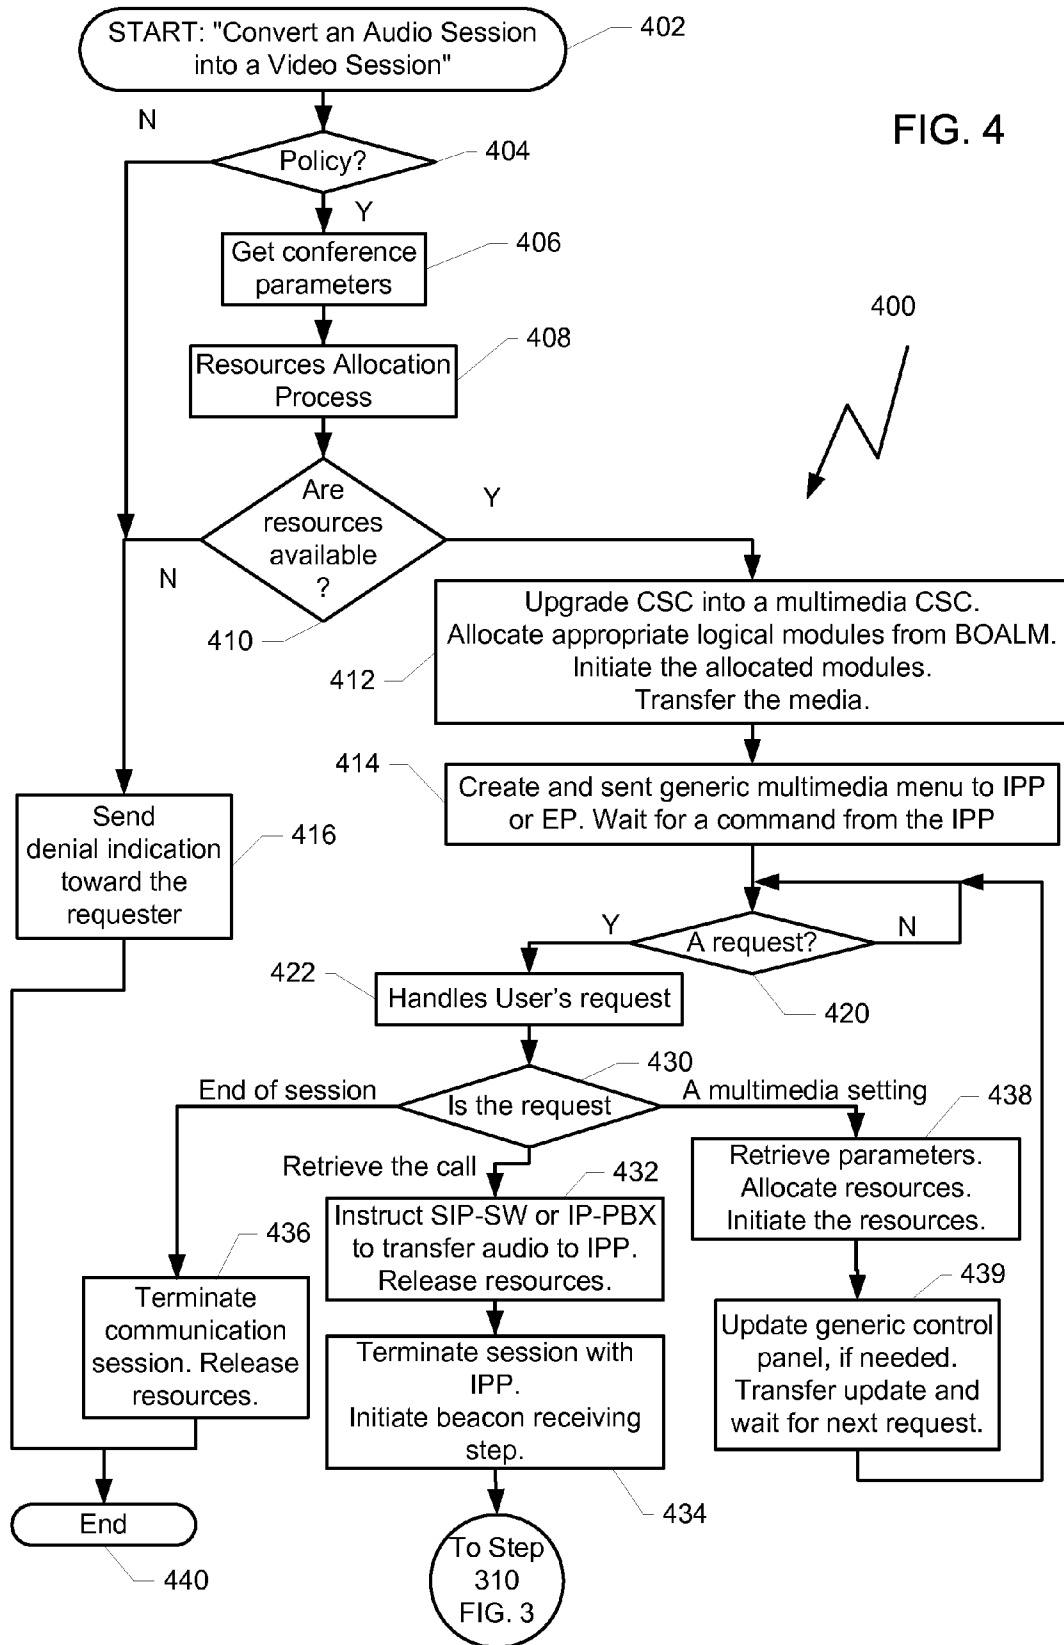 START: "Convert an Audio Session
into a Video Session"
402
FIG. 4
N
Policy?
404
Y
Get conference
parameters
406
400
Resources Allocation
Process
408
Are
resources
available
?
Y
N
410
Upgrade CSC into a multimedia CSC.
Allocate appropriate logical modules from BOALM.
Initiate the allocated modules.
Transfer the media.
412
414
Create and sent generic multimedia menu to IPP
or EP. Wait for a command from the IPP
Send
denial indication
toward the
requester
416
Y
A request?
N
420
422
Handles User's request
430
End of session
Is the request
A multimedia setting
438
Retrieve the call
432
Retrieve parameters.
Allocate resources.
Initiate the resources.
Instruct SIP-SW or IP-PBX
to transfer audio to IPP.
Release resources.
436
439
Terminate
communication
session. Release
resources.
Update generic control
panel, if needed.
Transfer update and
wait for next request.
Terminate session with
IPP.
Initiate beacon receiving
step.
434
End
440
To Step
310
FIG. 3